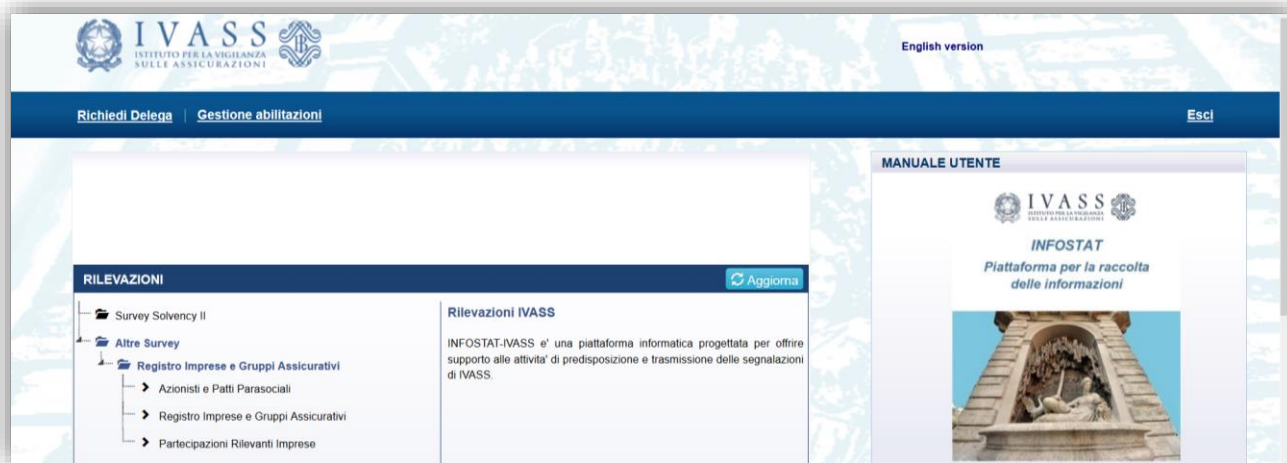 IVASS
ISTITUTO PER LA VIGILANZA
SULLE ASSICURAZIONI
English version
Richiedi Delega | Gestione abilitazioni
Esci
RILEVAZIONI
Aggiorna
Survey Solvency II
Altre Survey
Registro Imprese e Gruppi Assicurativi
Azionisti e Patti Parasociali
Registro Imprese e Gruppi Assicurativi
Partecipazioni Rilevanti Imprese
Rilevazioni IVASS
INFOSTAT-IVASS e' una piattaforma informatica progettata per offrire
supporto alle attivita' di predisposizione e trasmissione delle segnalazioni
di IVASS.
MANUALE UTENTE
IVASS
ISTITUTO PER LA VIGILANZA
SULLE ASSICURAZIONI
INFOSTAT
Piattaforma per la raccolta
delle informazioni